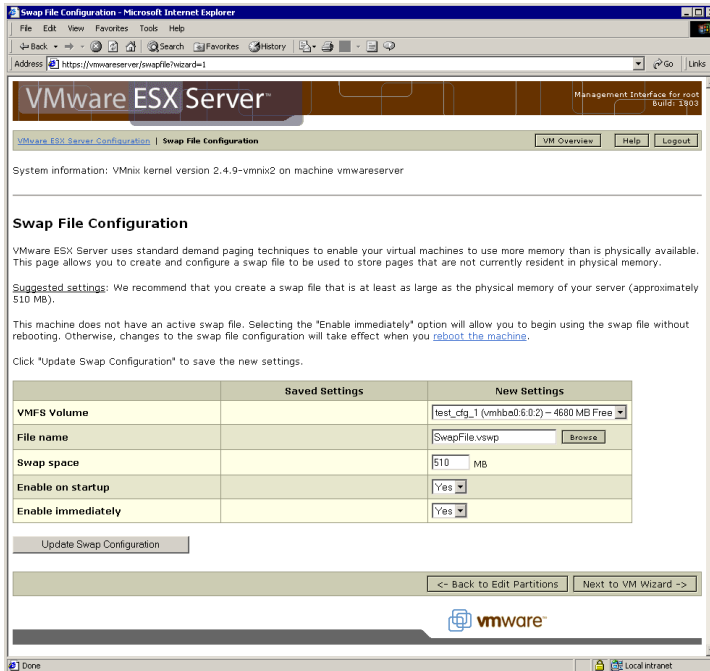 Swap File Configuration - Microsoft Internet Explorer
File Edit View Favorites Tools Help
Back Search Favorites History
Address https://vmwareserver/swapfile?wizard=1 Go Links
VMware ESX Server™
Management Interface for root
Build: 1803
VMware ESX Server Configuration | Swap File Configuration VM Overview Help Logout
System information: VMnix kernel version 2.4.9-vmnix2 on machine vmwareserver
Swap File Configuration
VMware ESX Server uses standard demand paging techniques to enable your virtual machines to use more memory than is physically available.
This page allows you to create and configure a swap file to be used to store pages that are not currently resident in physical memory.
Suggested settings: We recommend that you create a swap file that is at least as large as the physical memory of your server (approximately
510 MB).
This machine does not have an active swap file. Selecting the "Enable immediately" option will allow you to begin using the swap file without
rebooting. Otherwise, changes to the swap file configuration will take effect when you reboot the machine.
Click "Update Swap Configuration" to save the new settings.
Saved Settings New Settings
VMFS Volume test_cfg_1 (vmhba0:6:0:2) -- 4680 MB Free
File name SwapFile.vswp Browse
Swap space 510 MB
Enable on startup Yes
Enable immediately Yes
Update Swap Configuration
<- Back to Edit Partitions Next to VM Wizard ->
vmware™
Done Local intranet